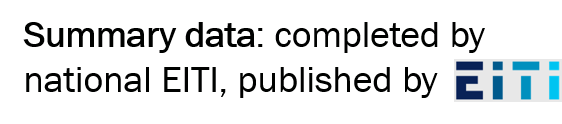 Summary data: completed by
national EITI, published by EiTi